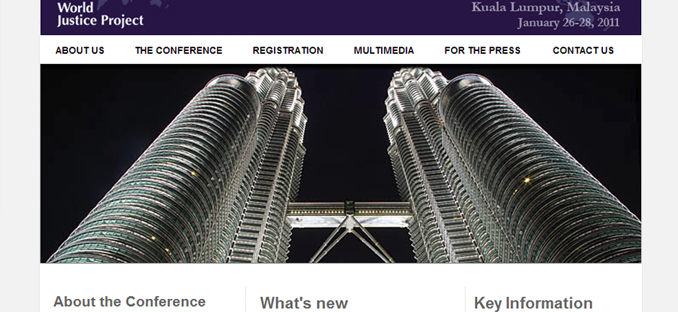 World
Justice Project
Kuala Lumpur, Malaysia
January 26-28, 2011
ABOUT US
THE CONFERENCE
REGISTRATION
MULTIMEDIA
FOR THE PRESS
CONTACT US
About the Conference
What's new
Key Information